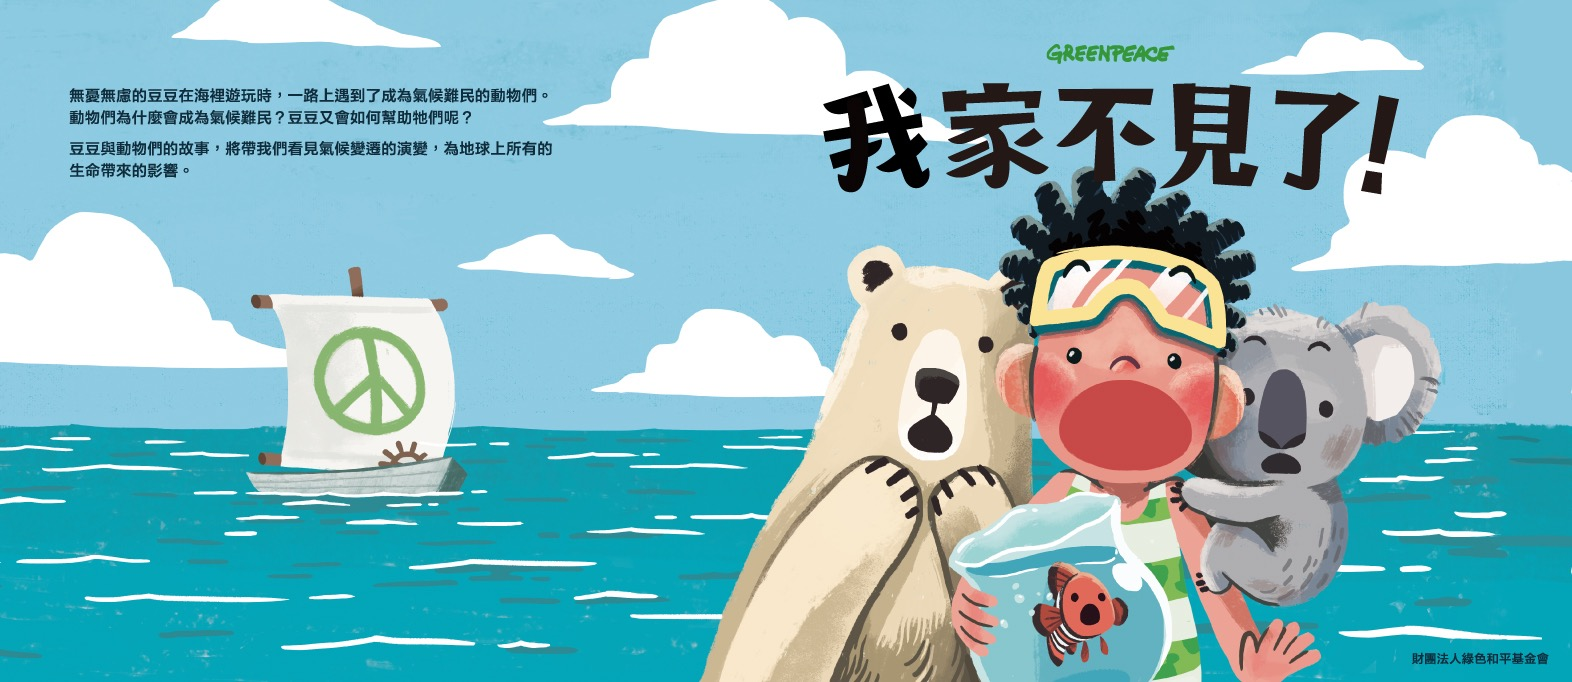 無憂無慮的豆豆在海裡遊玩時，一路上遇到了成為氣候難民的動物們。
動物們為什麼會成為氣候難民？豆豆又會如何幫助牠們呢？
豆豆與動物們的故事，將帶我們看見氣候變遷的演變，為地球上所有的
生命帶來的影響。
GREENPEACE
我家不見了！
財團法人綠色和平基金會